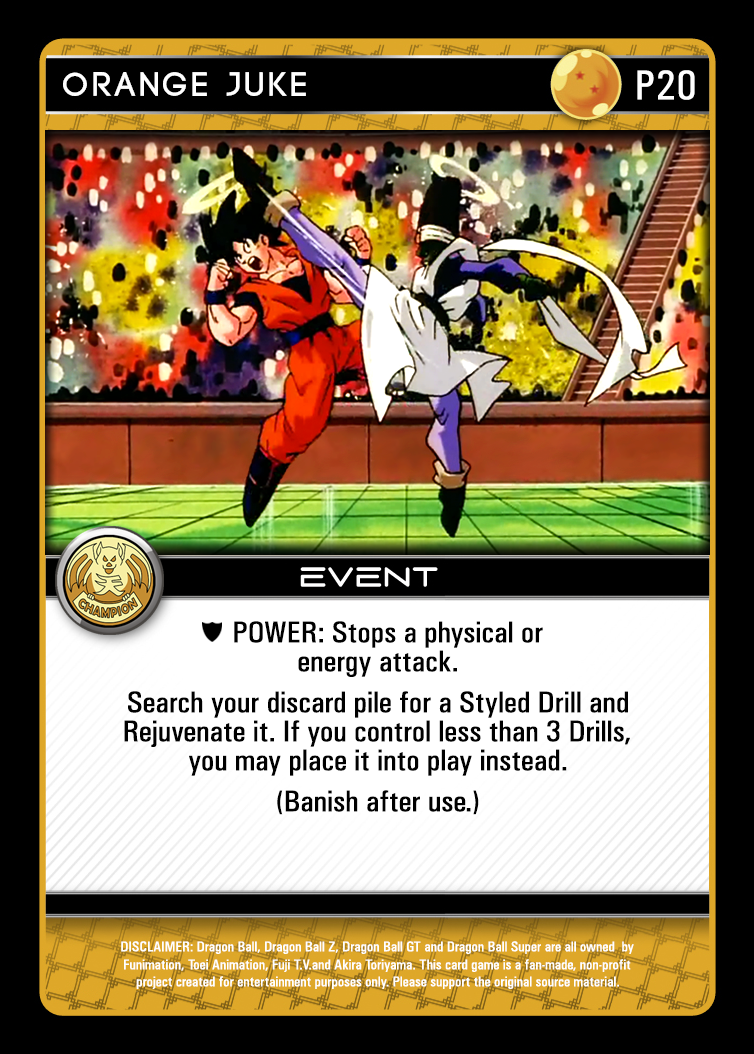 ORANGE JUKE
P20
EVENT
CHAMPION
POWER: Stops a physical or
energy attack.
Search your discard pile for a Styled Drill and
Rejuvenate it. If you control less than 3 Drills,
you may place it into play instead.
(Banish after use.)
DISCLAIMER: Dragon Ball, Dragon Ball Z, Dragon Ball GT and Dragon Ball Super are all owned by
Funimation, Toei Animation, Fuji T.V.and Akira Toriyama. This card game is a fan-made, non-profit
project created for entertainment purposes only. Please support the original source material.